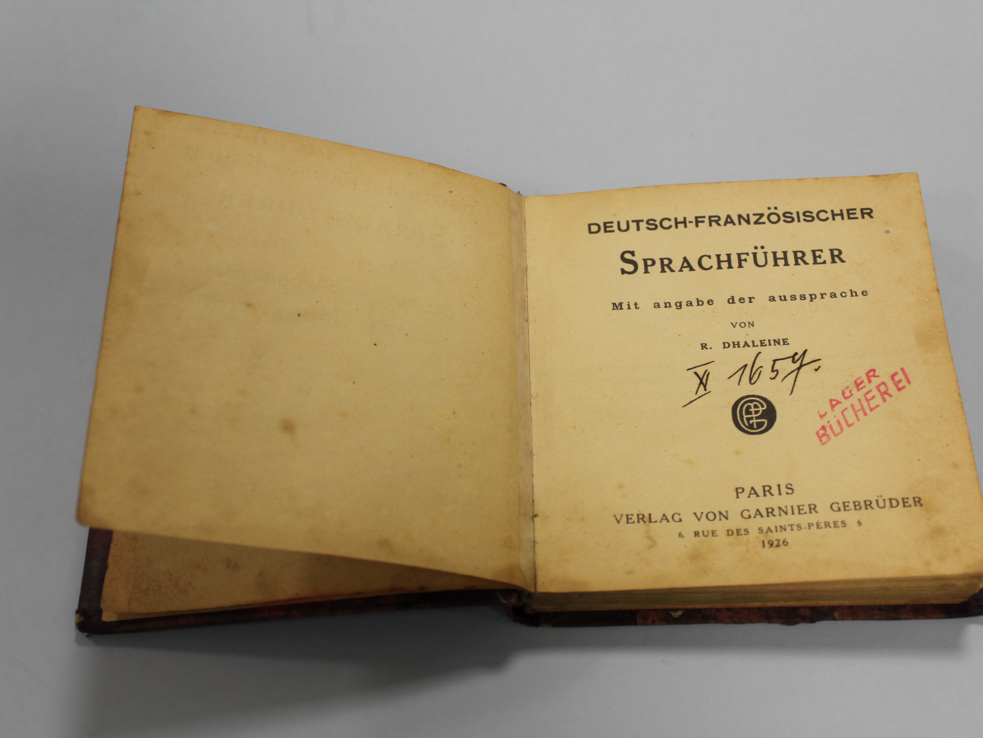 DEUTSCH-FRANZÖSISCHER
SPRACHFÜHRER
Mit angabe der aussprache
VON
R. DHALEINE
XI 1657.
LAGER
BÜCHEREI
PARIS
VERLAG VON GARNIER GEBRÜDER
6, RUE DES SAINTS-PÈRES 6
1926